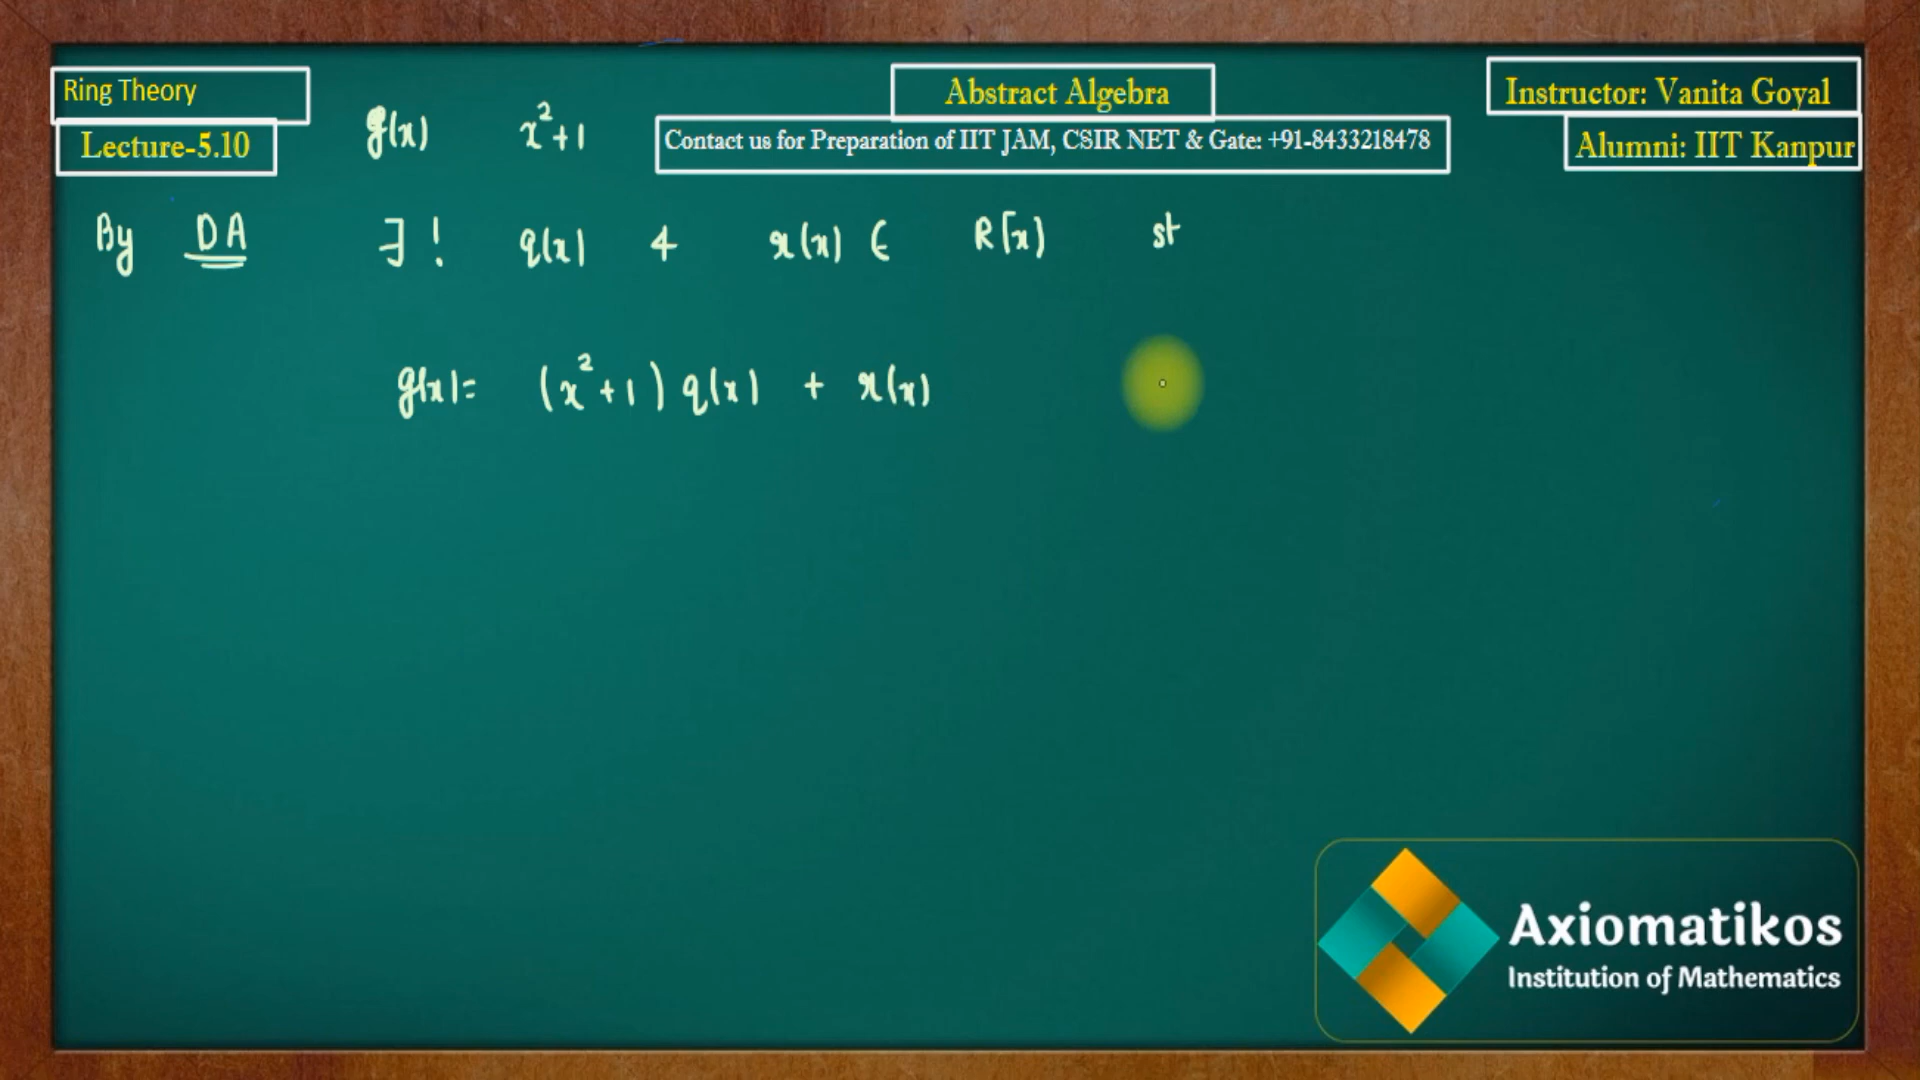 Ring Theory
Abstract Algebra
Instructor: Vanita Goyal
Lecture-5.10
g(x) x²+1
Contact us for Preparation of IIT JAM, CSIR NET & Gate: +91-8433218478
Alumni: IIT Kanpur
By DA ∃! q(x) & r(x) ∈ R[x] st
g(x)= (x²+1) q(x) + r(x)
Axiomatikos
Institution of Mathematics